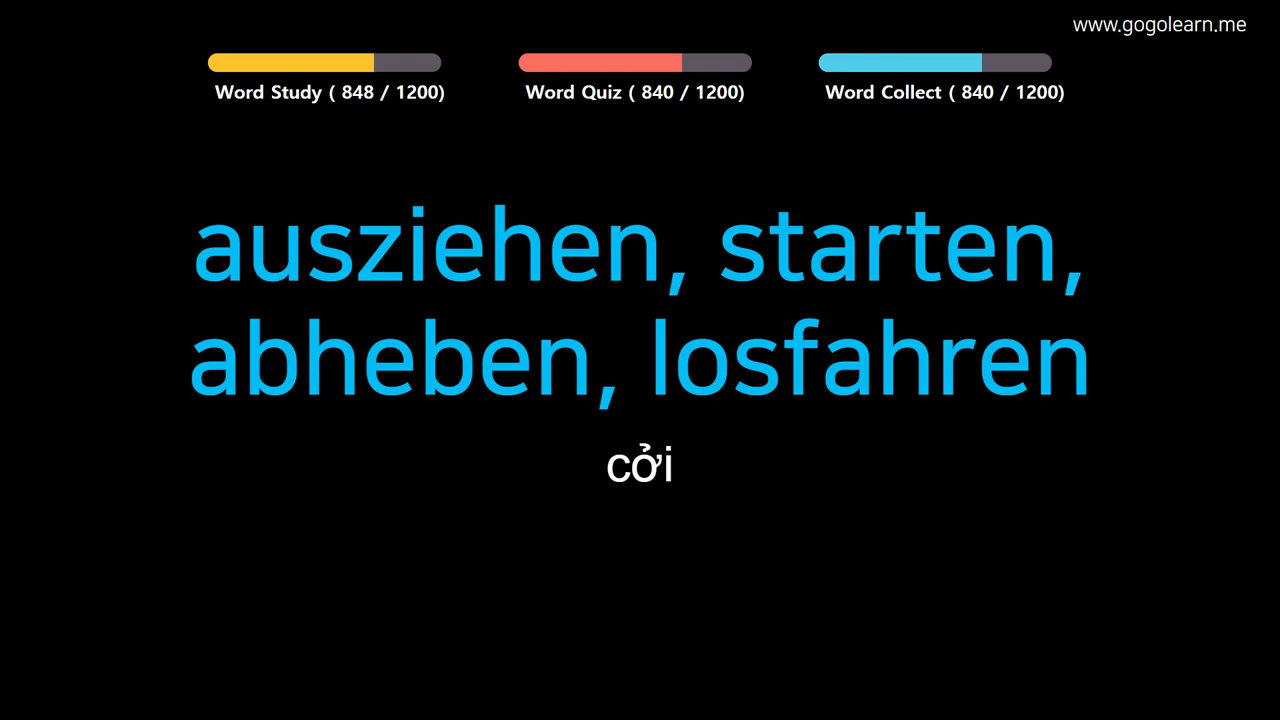 www.gogolearn.me
Word Study ( 848 / 1200)
Word Quiz ( 840 / 1200)
Word Collect ( 840 / 1200)
ausziehen, starten,
abheben, losfahren
cởi